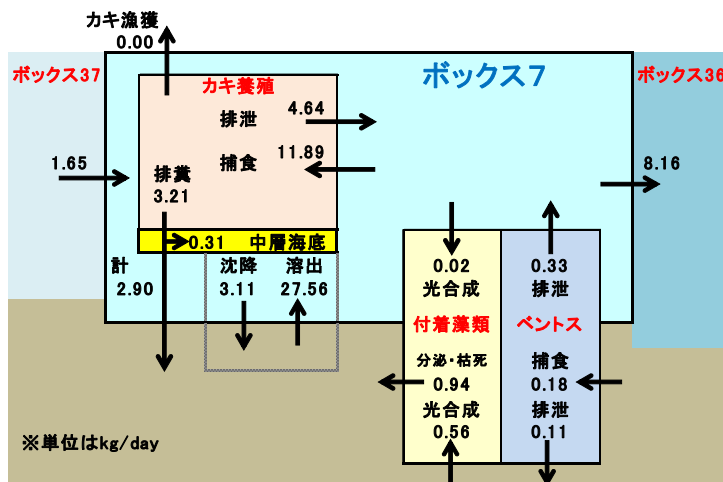 カキ漁獲
0.00
ボックス37
ボックス7
ボックス36
カキ養殖
排泄
4.64
捕食
11.89
1.65
8.16
排糞
3.21
0.31 中層海底
計
2.90
沈降
3.11
溶出
27.56
0.02
光合成
0.33
排泄
付着藻類
ベントス
分泌・枯死
0.94
捕食
0.18
光合成
0.56
排泄
0.11
※単位はkg/day